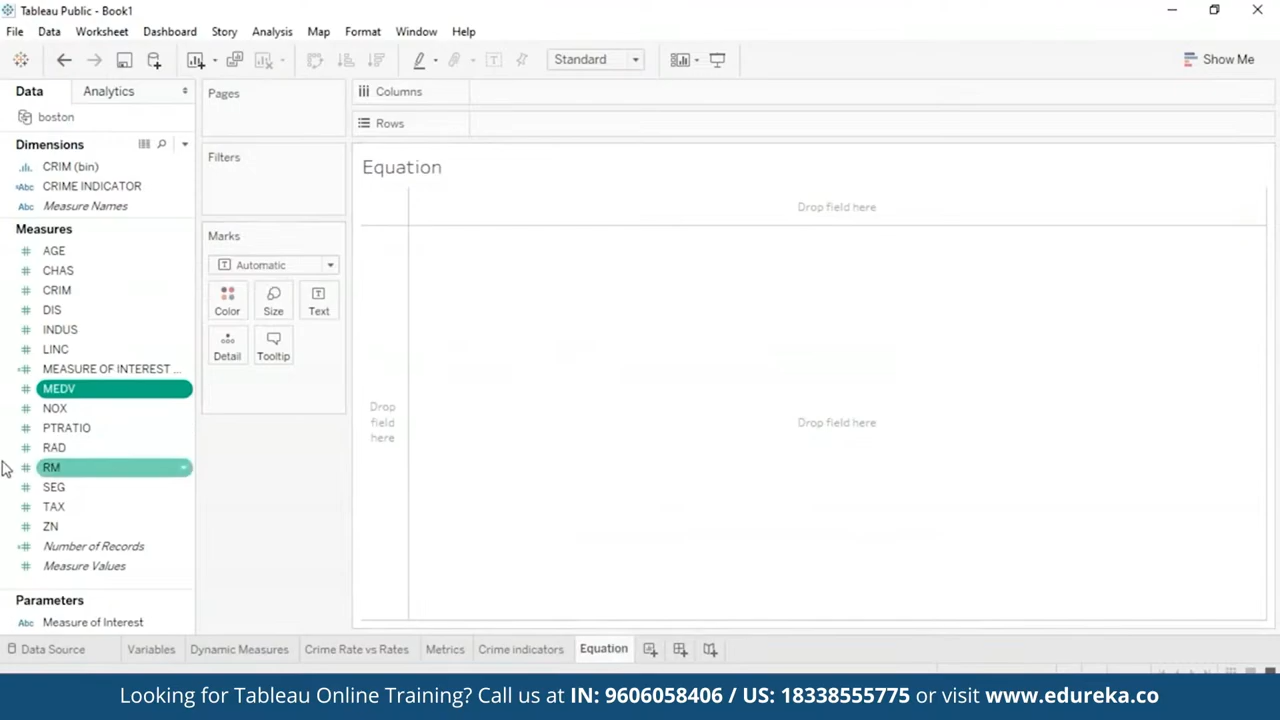 Tableau Public - Book1
File Data Worksheet Dashboard Story Analysis Map Format Window Help
Standard
Show Me
Data
Analytics
boston
Dimensions
CRIM (bin)
Abc CRIME INDICATOR
Abc Measure Names
Measures
AGE
CHAS
CRIM
DIS
INDUS
LINC
MEASURE OF INTEREST ...
MEDV
NOX
PTRATIO
RAD
RM
SEG
TAX
ZN
Number of Records
Measure Values
Parameters
Abc Measure of Interest
Pages
Filters
Marks
Automatic
Color Size Text
Detail Tooltip
Columns
Rows
Equation
Drop field here
Drop
field
here
Drop field here
Data Source Variables Dynamic Measures Crime Rate vs Rates Metrics Crime indicators Equation
Looking for Tableau Online Training? Call us at IN: 9606058406 / US: 18338555775 or visit www.edureka.co